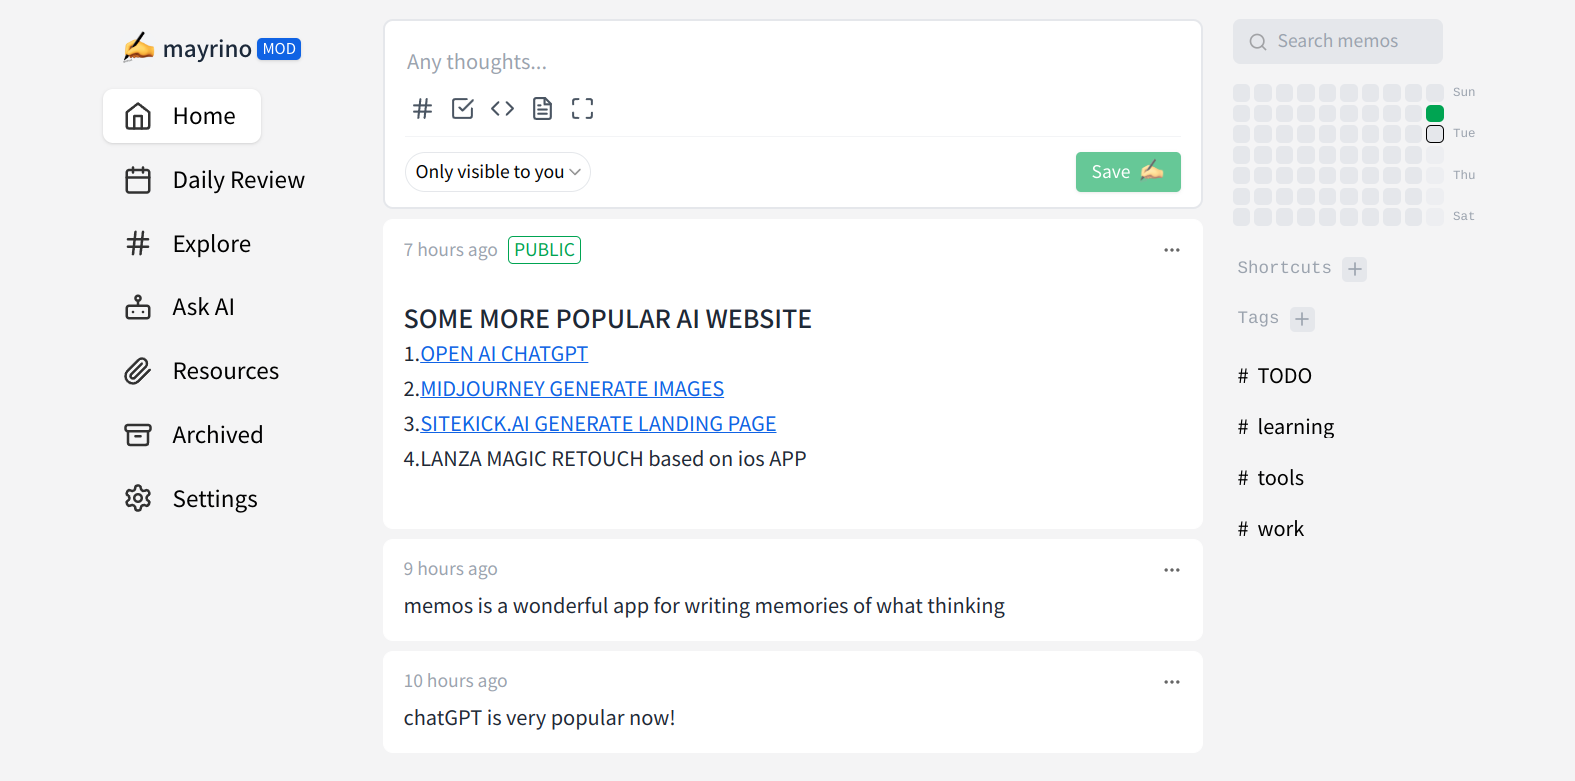 mayrino MOD
Home
Daily Review
Explore
Ask AI
Resources
Archived
Settings
Any thoughts...
Only visible to you
Save
7 hours ago PUBLIC
SOME MORE POPULAR AI WEBSITE
1.OPEN AI CHATGPT
2.MIDJOURNEY GENERATE IMAGES
3.SITEKICK.AI GENERATE LANDING PAGE
4.LANZA MAGIC RETOUCH based on ios APP
9 hours ago
memos is a wonderful app for writing memories of what thinking
10 hours ago
chatGPT is very popular now!
Search memos
Sun
Tue
Thu
Sat
Shortcuts +
Tags +
# TODO
# learning
# tools
# work